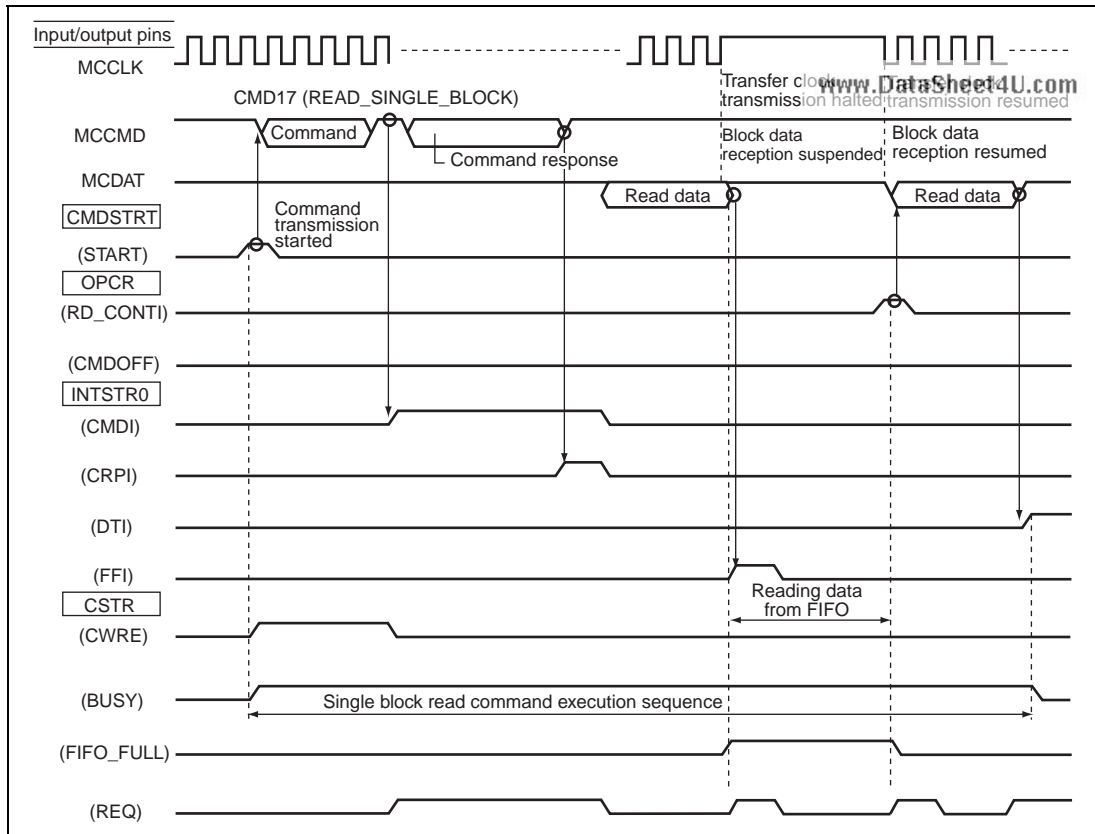 Input/output pins
MCCLK
Transfer clock
transmission halted
Transfer clock
transmission resumed
www.DataSheet4U.com
CMD17 (READ_SINGLE_BLOCK)
MCCMD
Command
Command response
Block data
reception suspended
Block data
reception resumed
MCDAT
Read data
Read data
CMDSTRT
Command
transmission
started
(START)
OPCR
(RD_CONTI)
(CMDOFF)
INTSTR0
(CMDI)
(CRPI)
(DTI)
(FFI)
Reading data
from FIFO
CSTR
(CWRE)
(BUSY)
Single block read command execution sequence
(FIFO_FULL)
(REQ)